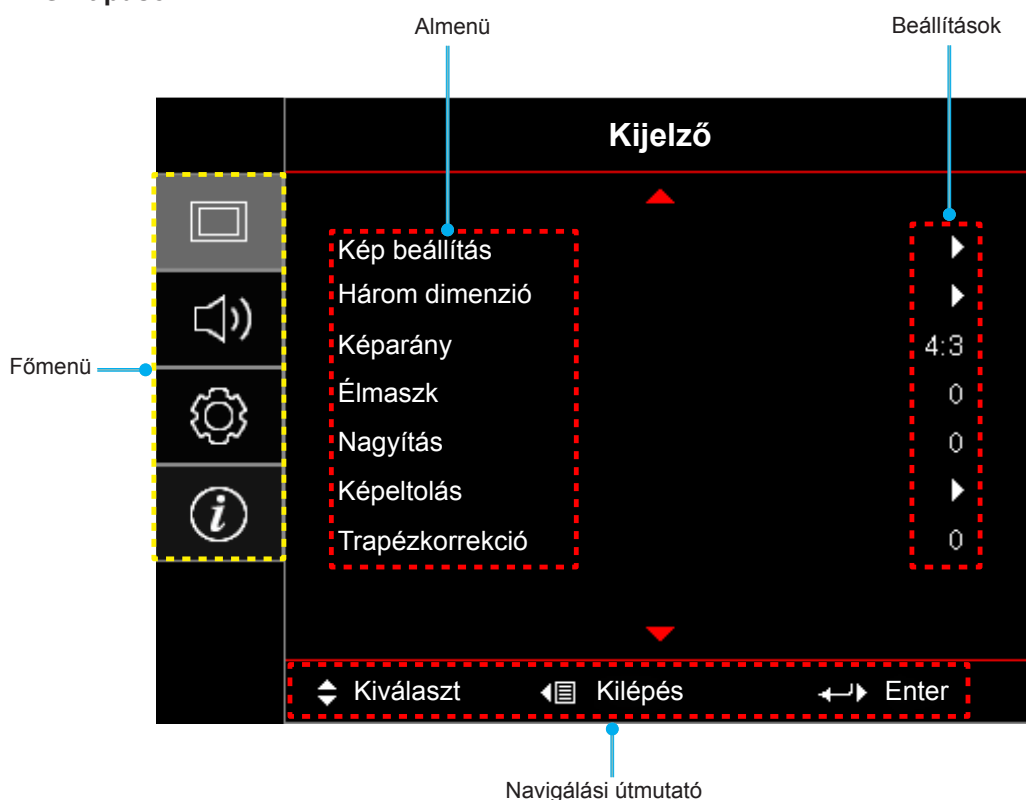 Almenü Beállítások
Kijelző
Kép beállítás
Három dimenzió
Képarány 4:3
Főmenü
Élmaszk 0
Nagyítás 0
Képeltolás
Trapézkorrekció 0
Kiválaszt Kilépés Enter
Navigálási útmutató